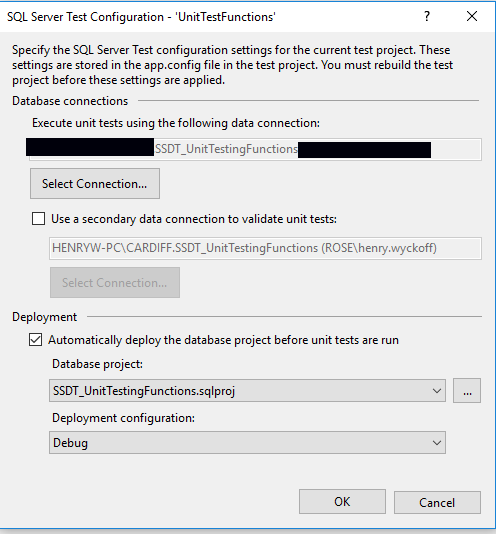 SQL Server Test Configuration - 'UnitTestFunctions'
?
Specify the SQL Server Test configuration settings for the current test project. These
settings are stored in the app.config file in the test project. You must rebuild the test
project before these settings are applied.
Database connections
Execute unit tests using the following data connection:
SSDT_UnitTestingFunctions
Select Connection...
Use a secondary data connection to validate unit tests:
HENRYW-PC\CARDIFF.SSDT_UnitTestingFunctions (ROSE\henry.wyckoff)
Select Connection...
Deployment
Automatically deploy the database project before unit tests are run
Database project:
SSDT_UnitTestingFunctions.sqlproj
...
Deployment configuration:
Debug
OK
Cancel